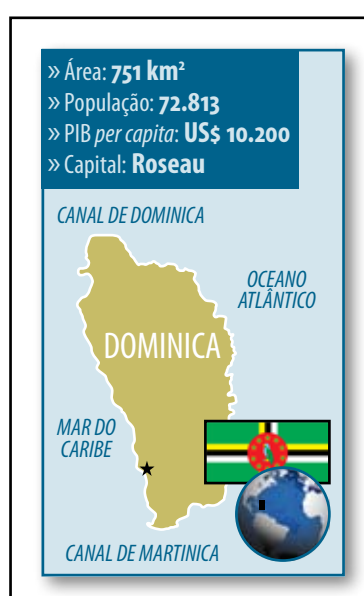 » Área: 751 km²
» População: 72.813
» PIB per capita: US$ 10.200
» Capital: Roseau
CANAL DE DOMINICA
OCEANO
ATLÂNTICO
DOMINICA
MAR DO
CARIBE
CANAL DE MARTINICA